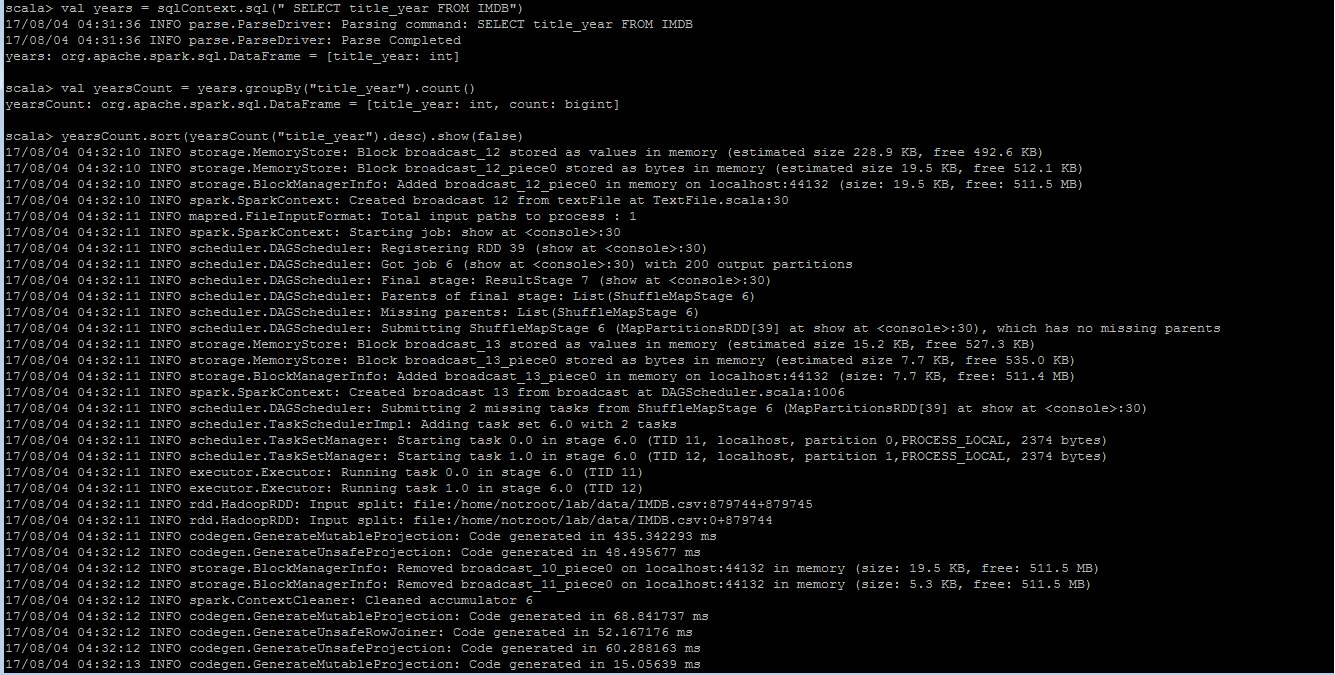 scala> val years = sqlContext.sql(" SELECT title_year FROM IMDB")
17/08/04 04:31:36 INFO parse.ParseDriver: Parsing command: SELECT title_year FROM IMDB
17/08/04 04:31:36 INFO parse.ParseDriver: Parse Completed
years: org.apache.spark.sql.DataFrame = [title_year: int]
scala> val yearsCount = years.groupBy("title_year").count()
yearsCount: org.apache.spark.sql.DataFrame = [title_year: int, count: bigint]
scala> yearsCount.sort(yearsCount("title_year").desc).show(false)
17/08/04 04:32:10 INFO storage.MemoryStore: Block broadcast_12 stored as values in memory (estimated size 228.9 KB, free 492.6 KB)
17/08/04 04:32:10 INFO storage.MemoryStore: Block broadcast_12_piece0 stored as bytes in memory (estimated size 19.5 KB, free 512.1 KB)
17/08/04 04:32:10 INFO storage.BlockManagerInfo: Added broadcast_12_piece0 in memory on localhost:44132 (size: 19.5 KB, free: 511.5 MB)
17/08/04 04:32:10 INFO spark.SparkContext: Created broadcast 12 from textFile at TextFile.scala:30
17/08/04 04:32:11 INFO mapred.FileInputFormat: Total input paths to process : 1
17/08/04 04:32:11 INFO spark.SparkContext: Starting job: show at <console>:30
17/08/04 04:32:11 INFO scheduler.DAGScheduler: Registering RDD 39 (show at <console>:30)
17/08/04 04:32:11 INFO scheduler.DAGScheduler: Got job 6 (show at <console>:30) with 200 output partitions
17/08/04 04:32:11 INFO scheduler.DAGScheduler: Final stage: ResultStage 7 (show at <console>:30)
17/08/04 04:32:11 INFO scheduler.DAGScheduler: Parents of final stage: List(ShuffleMapStage 6)
17/08/04 04:32:11 INFO scheduler.DAGScheduler: Missing parents: List(ShuffleMapStage 6)
17/08/04 04:32:11 INFO scheduler.DAGScheduler: Submitting ShuffleMapStage 6 (MapPartitionsRDD[39] at show at <console>:30), which has no missing parents
17/08/04 04:32:11 INFO storage.MemoryStore: Block broadcast_13 stored as values in memory (estimated size 15.2 KB, free 527.3 KB)
17/08/04 04:32:11 INFO storage.MemoryStore: Block broadcast_13_piece0 stored as bytes in memory (estimated size 7.7 KB, free 535.0 KB)
17/08/04 04:32:11 INFO storage.BlockManagerInfo: Added broadcast_13_piece0 in memory on localhost:44132 (size: 7.7 KB, free: 511.4 MB)
17/08/04 04:32:11 INFO spark.SparkContext: Created broadcast 13 from broadcast at DAGScheduler.scala:1006
17/08/04 04:32:11 INFO scheduler.DAGScheduler: Submitting 2 missing tasks from ShuffleMapStage 6 (MapPartitionsRDD[39] at show at <console>:30)
17/08/04 04:32:11 INFO scheduler.TaskSchedulerImpl: Adding task set 6.0 with 2 tasks
17/08/04 04:32:11 INFO scheduler.TaskSetManager: Starting task 0.0 in stage 6.0 (TID 11, localhost, partition 0,PROCESS_LOCAL, 2374 bytes)
17/08/04 04:32:11 INFO scheduler.TaskSetManager: Starting task 1.0 in stage 6.0 (TID 12, localhost, partition 1,PROCESS_LOCAL, 2374 bytes)
17/08/04 04:32:11 INFO executor.Executor: Running task 0.0 in stage 6.0 (TID 11)
17/08/04 04:32:11 INFO executor.Executor: Running task 1.0 in stage 6.0 (TID 12)
17/08/04 04:32:11 INFO rdd.HadoopRDD: Input split: file:/home/notroot/lab/data/IMDB.csv:879744+879745
17/08/04 04:32:11 INFO rdd.HadoopRDD: Input split: file:/home/notroot/lab/data/IMDB.csv:0+879744
17/08/04 04:32:11 INFO codegen.GenerateMutableProjection: Code generated in 435.342293 ms
17/08/04 04:32:12 INFO codegen.GenerateUnsafeProjection: Code generated in 48.495677 ms
17/08/04 04:32:12 INFO storage.BlockManagerInfo: Removed broadcast_10_piece0 on localhost:44132 in memory (size: 19.5 KB, free: 511.5 MB)
17/08/04 04:32:12 INFO storage.BlockManagerInfo: Removed broadcast_11_piece0 on localhost:44132 in memory (size: 5.3 KB, free: 511.5 MB)
17/08/04 04:32:12 INFO spark.ContextCleaner: Cleaned accumulator 6
17/08/04 04:32:12 INFO codegen.GenerateMutableProjection: Code generated in 68.841737 ms
17/08/04 04:32:12 INFO codegen.GenerateUnsafeRowJoiner: Code generated in 52.167176 ms
17/08/04 04:32:12 INFO codegen.GenerateUnsafeProjection: Code generated in 60.288163 ms
17/08/04 04:32:13 INFO codegen.GenerateMutableProjection: Code generated in 15.05639 ms